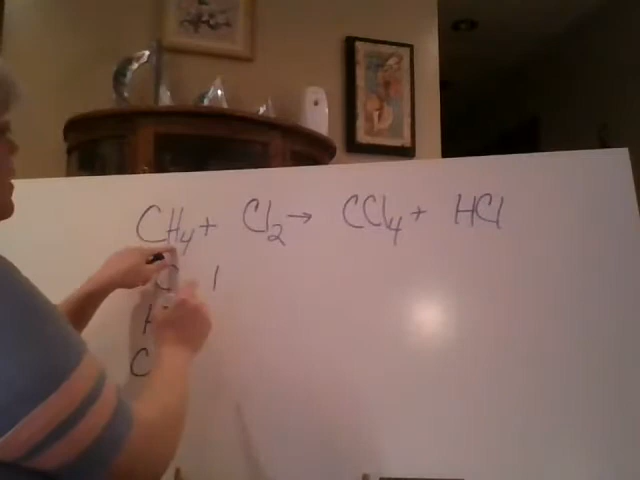 CH₄ + Cl₂ → CCl₄ + HCl
C 1
H
C